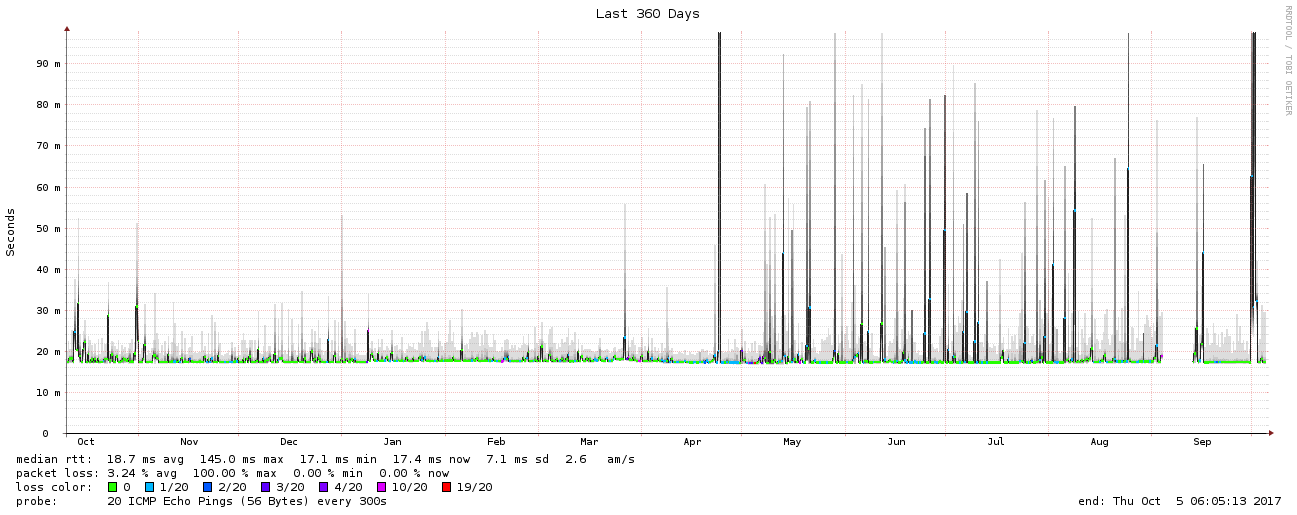 Last 360 Days
RRDTOOL / TOBI OETIKER
Seconds
90 m
80 m
70 m
60 m
50 m
40 m
30 m
20 m
10 m
0
Oct Nov Dec Jan Feb Mar Apr May Jun Jul Aug Sep
median rtt: 18.7 ms avg 145.0 ms max 17.1 ms min 17.4 ms now 7.1 ms sd 2.6 am/s
packet loss: 3.24 % avg 100.00 % max 0.00 % min 0.00 % now
loss color: 0 1/20 2/20 3/20 4/20 10/20 19/20
probe: 20 ICMP Echo Pings (56 Bytes) every 300s end: Thu Oct 5 06:05:13 2017